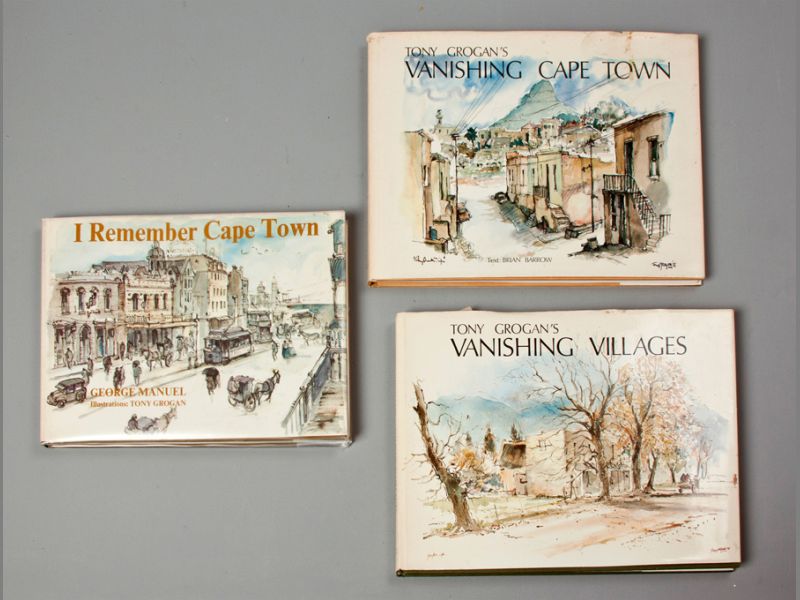 TONY GROGAN'S
VANISHING CAPE TOWN
Text: BRIAN BARROW
I Remember Cape Town
GEORGE MANUEL
Illustrations: TONY GROGAN
TONY GROGAN'S
VANISHING VILLAGES